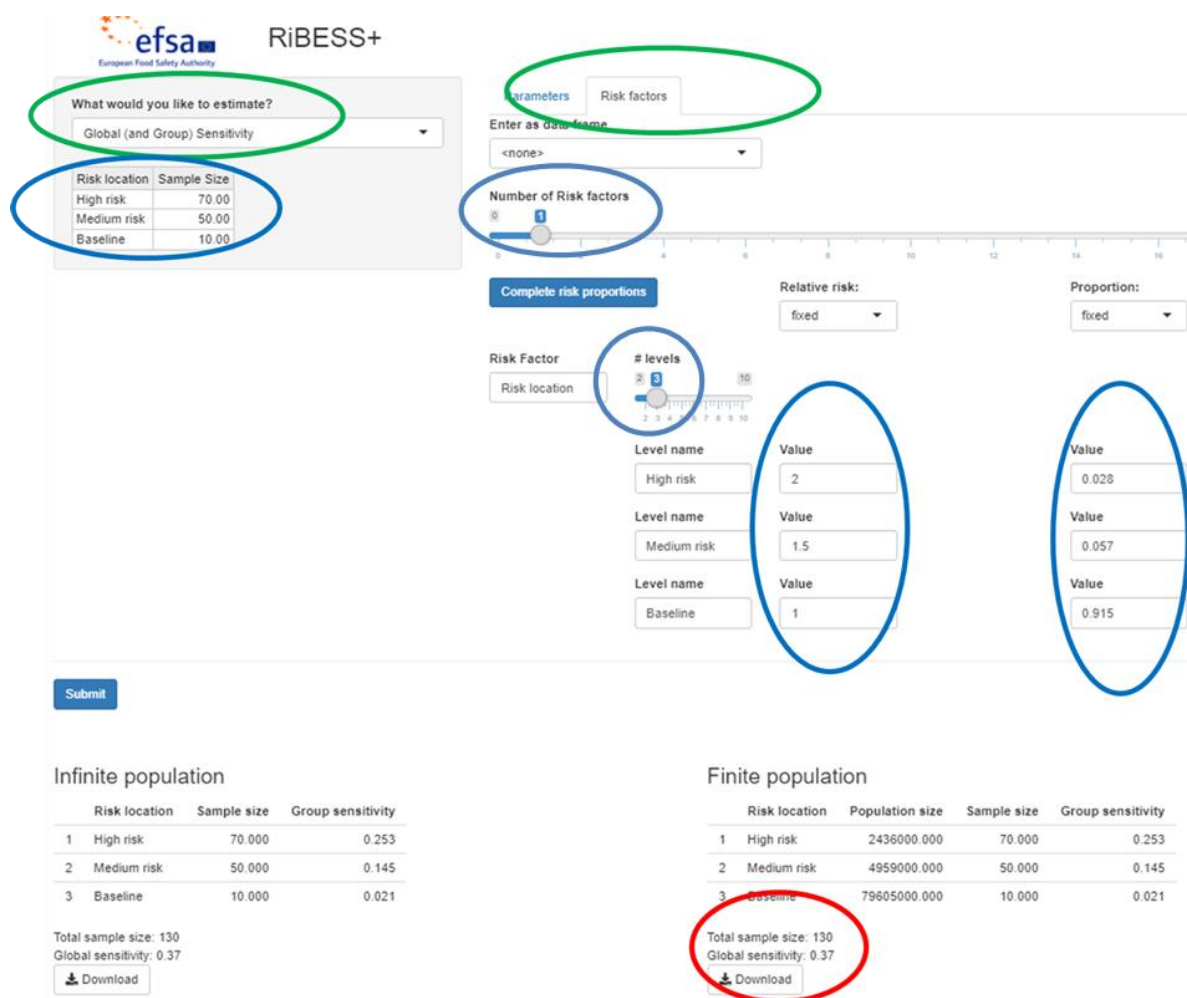 efsa
European Food Safety Authority
RiBESS+
What would you like to estimate?
Global (and Group) Sensitivity
Risk location Sample Size
High risk 70.00
Medium risk 50.00
Baseline 10.00
Parameters Risk factors
Enter as data frame
<none>
Number of Risk factors
0 1
0 2 4 6 8 10 12 14 16
Complete risk proportions
Relative risk: Proportion:
fixed fixed
Risk Factor # levels
2 3 10
Risk location
2 3 4 5 6 7 8 9 10
Level name Value Value
High risk 2 0.028
Level name Value Value
Medium risk 1.5 0.057
Level name Value Value
Baseline 1 0.915
Submit
Infinite population
Risk location Sample size Group sensitivity
1 High risk 70.000 0.253
2 Medium risk 50.000 0.145
3 Baseline 10.000 0.021
Total sample size: 130
Global sensitivity: 0.37
Download
Finite population
Risk location Population size Sample size Group sensitivity
1 High risk 2436000.000 70.000 0.253
2 Medium risk 4959000.000 50.000 0.145
3 Baseline 79605000.000 10.000 0.021
Total sample size: 130
Global sensitivity: 0.37
Download